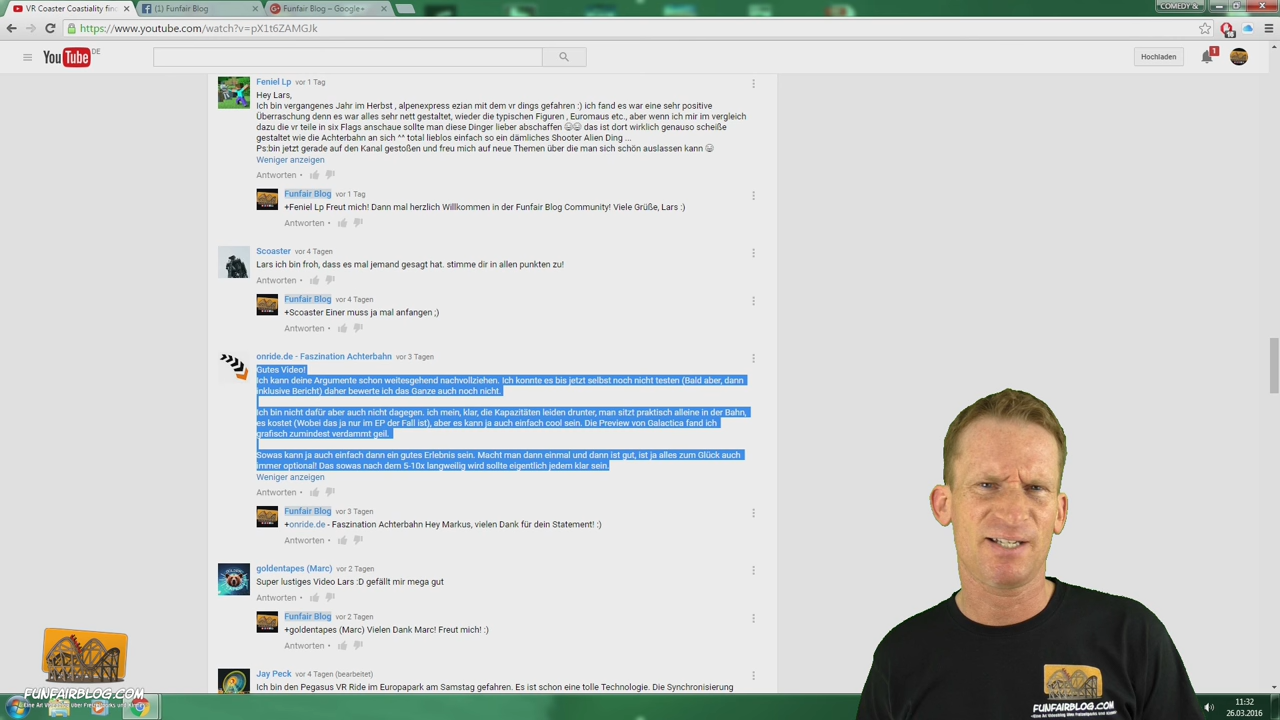 VR Coaster Coastiality find
(1) Funfair Blog
Funfair Blog – Google+
COMEDY &
https://www.youtube.com/watch?v=pX1t6ZAMGJk
YouTube DE
Hochladen
1
Feniel Lp vor 1 Tag
Hey Lars,
Ich bin vergangenes Jahr im Herbst , alpenexpress ezian mit dem vr dings gefahren :) ich fand es war eine sehr positive
Überraschung denn es war alles sehr nett gestaltet, wieder die typischen Figuren , Euromaus etc., aber wenn ich mir im vergleich
dazu die vr teile in six Flags anschaue sollte man diese Dinger lieber abschaffen 😄😄 das ist dort wirklich genauso scheiße
gestaltet wie die Achterbahn an sich ^^ total lieblos einfach so ein dämliches Shooter Alien Ding ...
Ps:bin jetzt gerade auf den Kanal gestoßen und freu mich auf neue Themen über die man sich schön auslassen kann 😄
Weniger anzeigen
Antworten •
Funfair Blog vor 1 Tag
+Feniel Lp Freut mich! Dann mal herzlich Willkommen in der Funfair Blog Community! Viele Grüße, Lars :)
Antworten •
Scoaster vor 4 Tagen
Lars ich bin froh, dass es mal jemand gesagt hat. stimme dir in allen punkten zu!
Antworten •
Funfair Blog vor 4 Tagen
+Scoaster Einer muss ja mal anfangen ;)
Antworten •
onride.de - Faszination Achterbahn vor 3 Tagen
Gutes Video!
Ich kann deine Argumente schon weitesgehend nachvollziehen. Ich konnte es bis jetzt selbst noch nicht testen (Bald aber, dann
inklusive Bericht) daher bewerte ich das Ganze auch noch nicht.
Ich bin nicht dafür aber auch nicht dagegen. ich mein, klar, die Kapazitäten leiden drunter, man sitzt praktisch alleine in der Bahn,
es kostet (Wobei das ja nur im EP der Fall ist), aber es kann ja auch einfach cool sein. Die Preview von Galactica fand ich
grafisch zumindest verdammt geil.
Sowas kann ja auch einfach dann ein gutes Erlebnis sein. Macht man dann einmal und dann ist gut, ist ja alles zum Glück auch
immer optional! Das sowas nach dem 5-10x langweilig wird sollte eigentlich jedem klar sein.
Weniger anzeigen
Antworten •
Funfair Blog vor 3 Tagen
+onride.de - Faszination Achterbahn Hey Markus, vielen Dank für dein Statement! :)
Antworten •
goldentapes (Marc) vor 2 Tagen
Super lustiges Video Lars :D gefällt mir mega gut
Antworten •
Funfair Blog vor 2 Tagen
+goldentapes (Marc) Vielen Dank Marc! Freut mich! :)
Antworten •
Jay Peck vor 4 Tagen (bearbeitet)
Ich bin den Pegasus VR Ride im Europapark am Samstag gefahren. Es ist schon eine tolle Technologie. Die Synchronisierung
FUNFAIRBLOG.COM
FUNFAIRBLOG.COM
11:32
26.03.2016